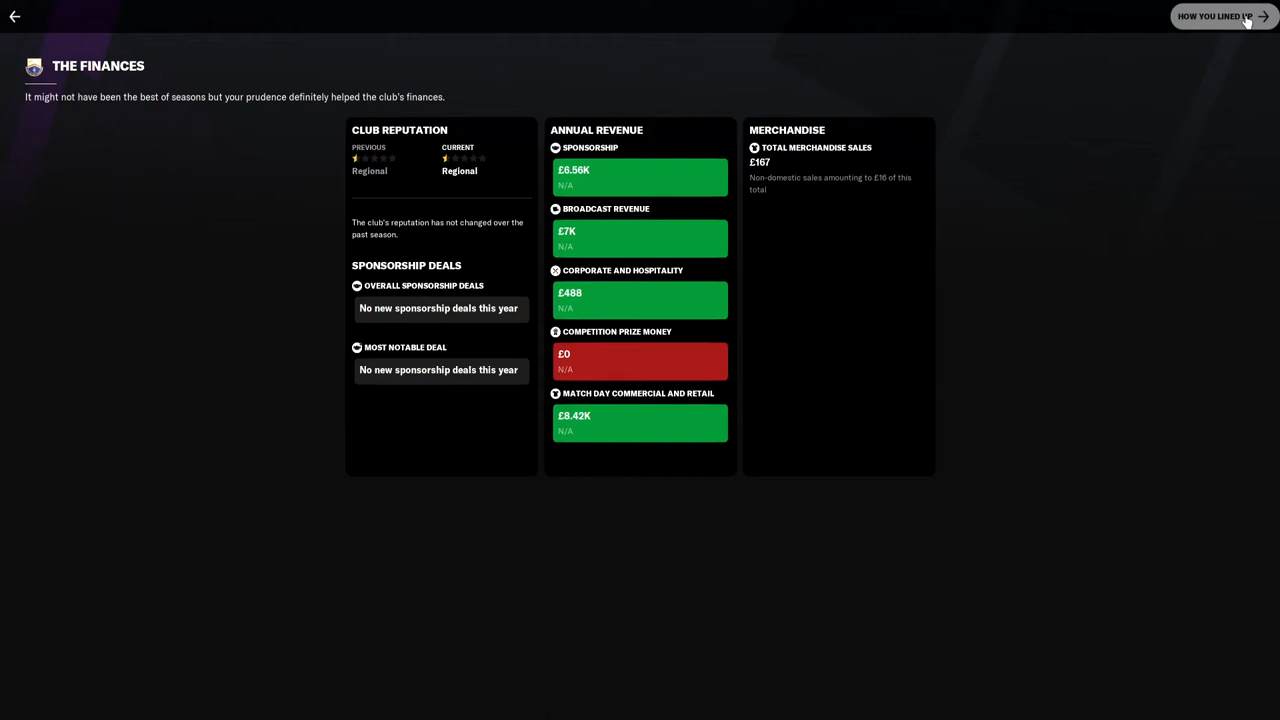 HOW YOU LINED UP
THE FINANCES
It might not have been the best of seasons but your prudence definitely helped the club's finances.
CLUB REPUTATION
PREVIOUS
CURRENT
Regional
Regional
The club's reputation has not changed over the
past season.
SPONSORSHIP DEALS
OVERALL SPONSORSHIP DEALS
No new sponsorship deals this year
MOST NOTABLE DEAL
No new sponsorship deals this year
ANNUAL REVENUE
SPONSORSHIP
£6.56K
N/A
BROADCAST REVENUE
£7K
N/A
CORPORATE AND HOSPITALITY
£488
N/A
COMPETITION PRIZE MONEY
£0
N/A
MATCH DAY COMMERCIAL AND RETAIL
£8.42K
N/A
MERCHANDISE
TOTAL MERCHANDISE SALES
£167
Non-domestic sales amounting to £16 of this
total